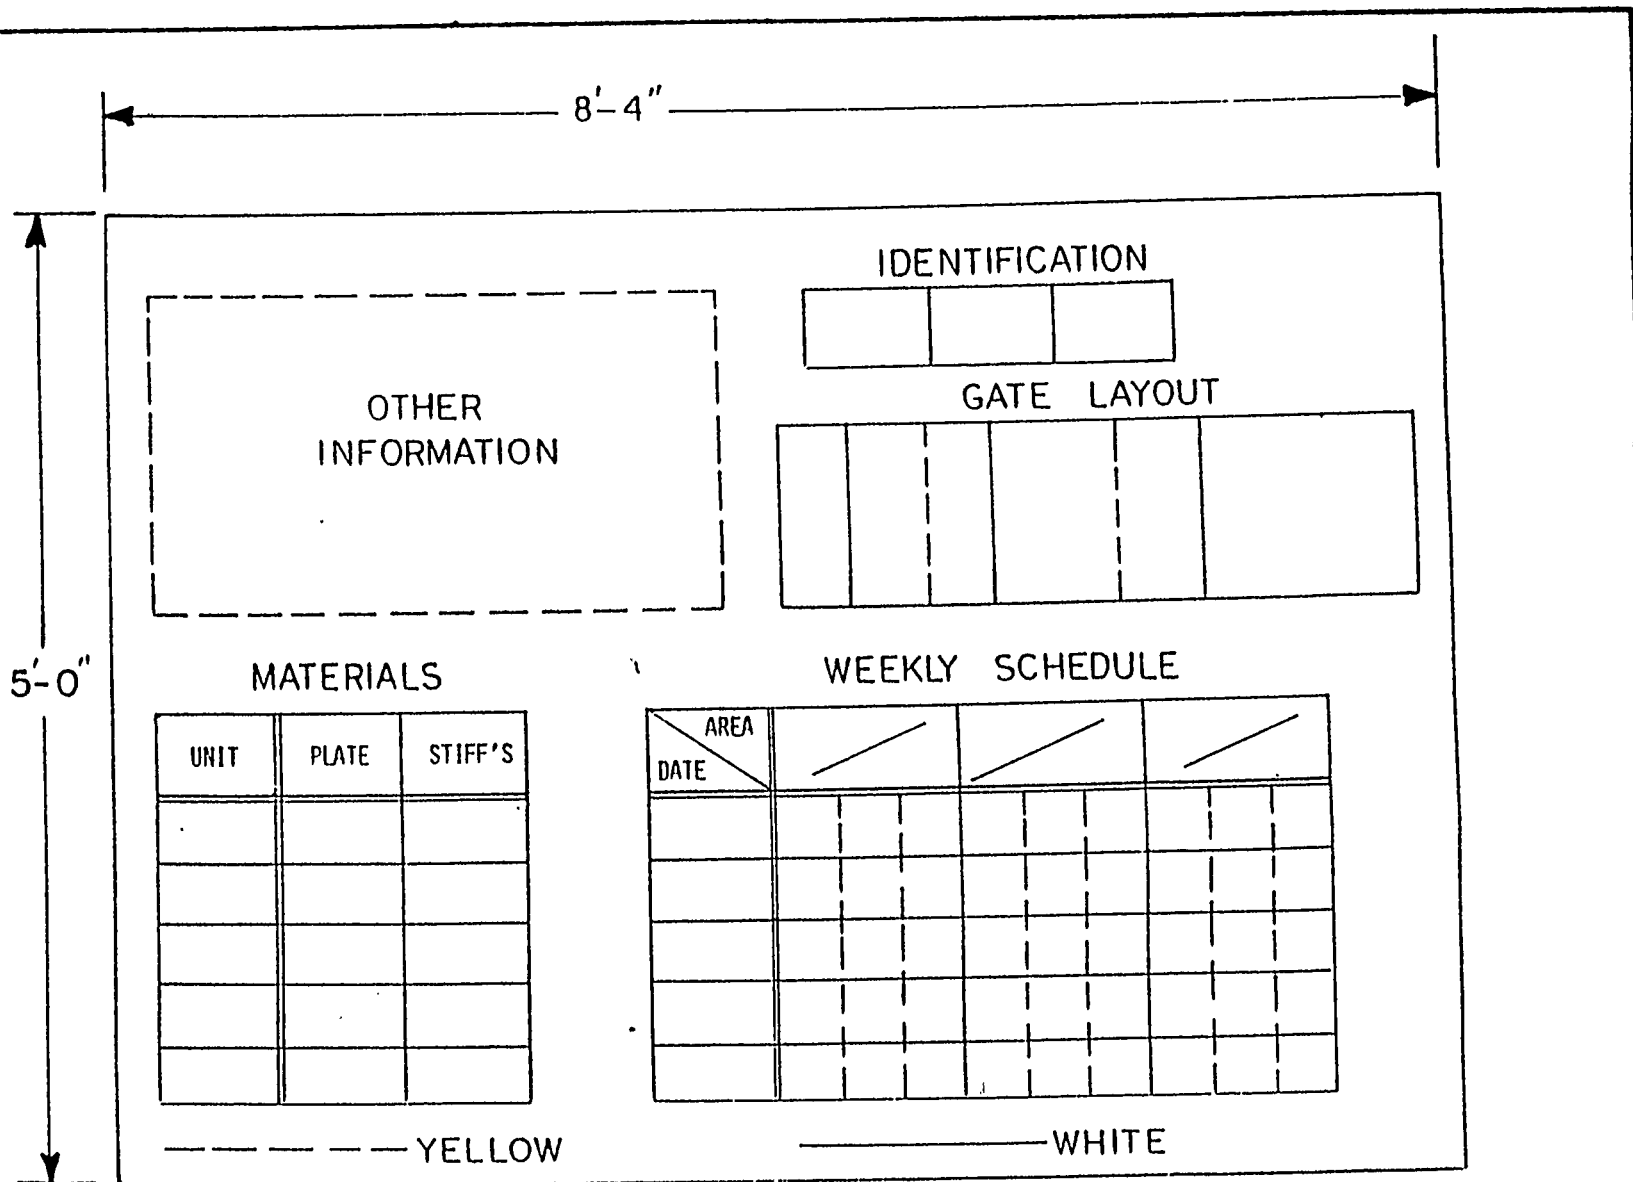 8'-4"
IDENTIFICATION
OTHER
INFORMATION
GATE LAYOUT
5'-0"
MATERIALS
WEEKLY SCHEDULE
UNIT PLATE STIFF'S
AREA
DATE
YELLOW
WHITE